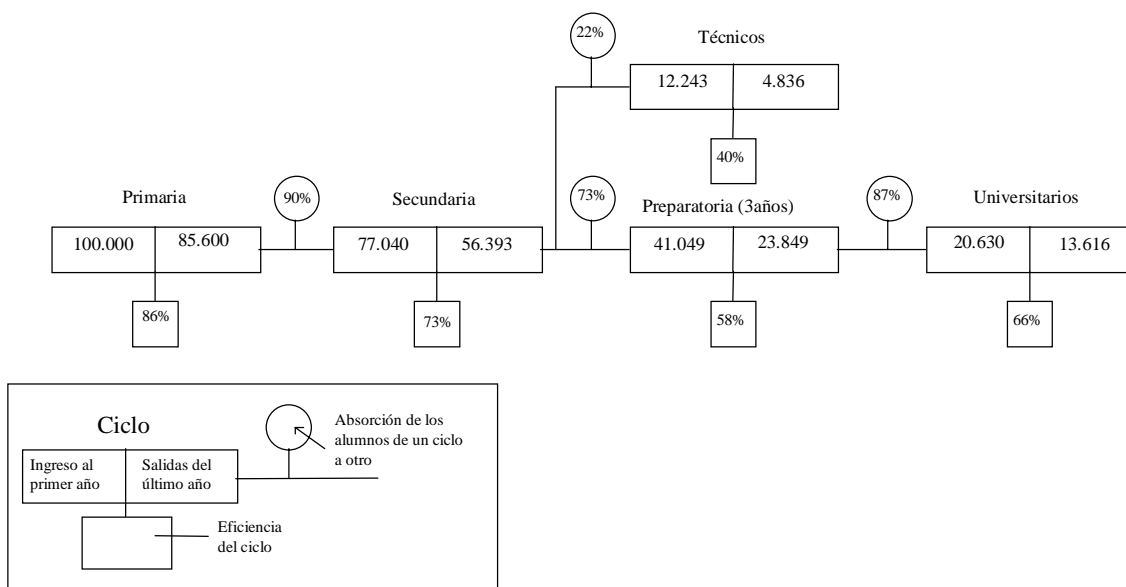 22%
Técnicos
12.243
4.836
40%
Primaria
90%
Secundaria
73%
Preparatoria (3años)
87%
Universitarios
100.000
85.600
77.040
56.393
41.049
23.849
20.630
13.616
86%
73%
58%
66%
Ciclo
Ingreso al
primer año
Salidas del
último año
Absorción de los
alumnos de un ciclo
a otro
Eficiencia
del ciclo